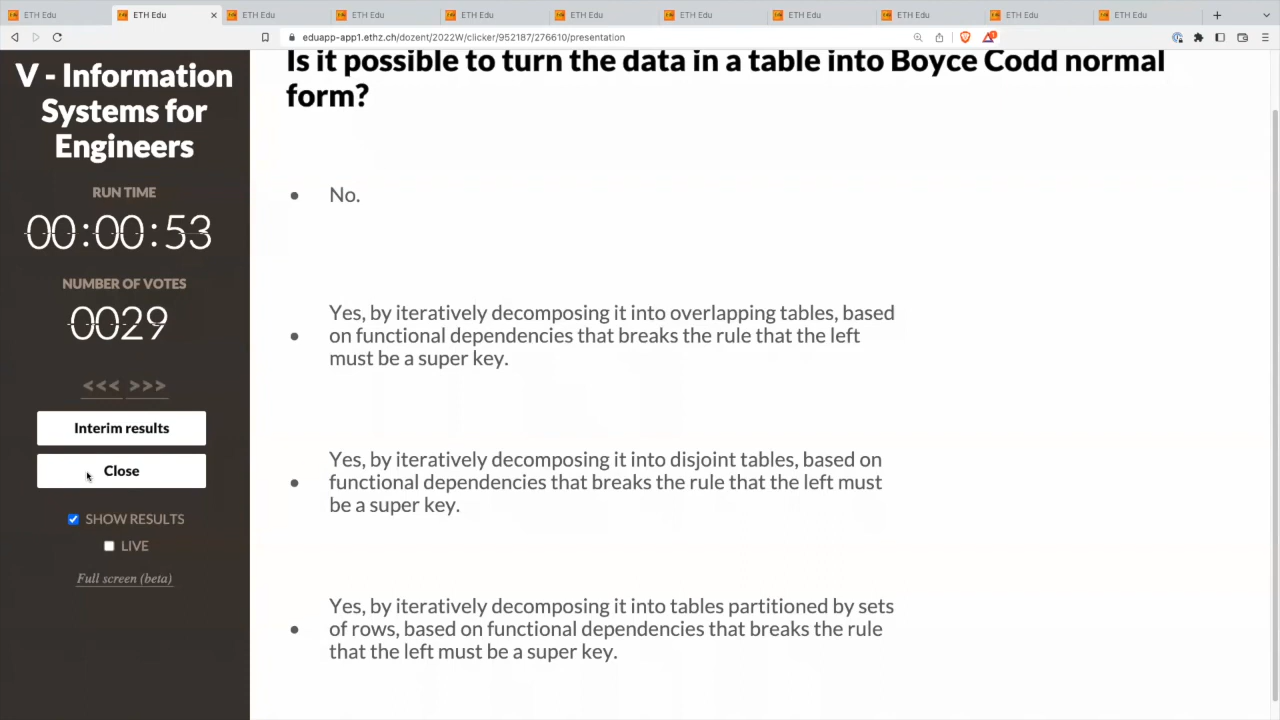 ETH Edu
ETH Edu
ETH Edu
ETH Edu
ETH Edu
ETH Edu
ETH Edu
ETH Edu
ETH Edu
ETH Edu
ETH Edu
eduapp-app1.ethz.ch/dozent/2022W/clicker/952187/276610/presentation
V - Information
Systems for
Engineers
RUN TIME
00:00:53
NUMBER OF VOTES
0029
<<< >>>
Interim results
Close
SHOW RESULTS
LIVE
Full screen (beta)
Is it possible to turn the data in a table into Boyce Codd normal
form?
No.
Yes, by iteratively decomposing it into overlapping tables, based
on functional dependencies that breaks the rule that the left
must be a super key.
Yes, by iteratively decomposing it into disjoint tables, based on
functional dependencies that breaks the rule that the left must
be a super key.
Yes, by iteratively decomposing it into tables partitioned by sets
of rows, based on functional dependencies that breaks the rule
that the left must be a super key.